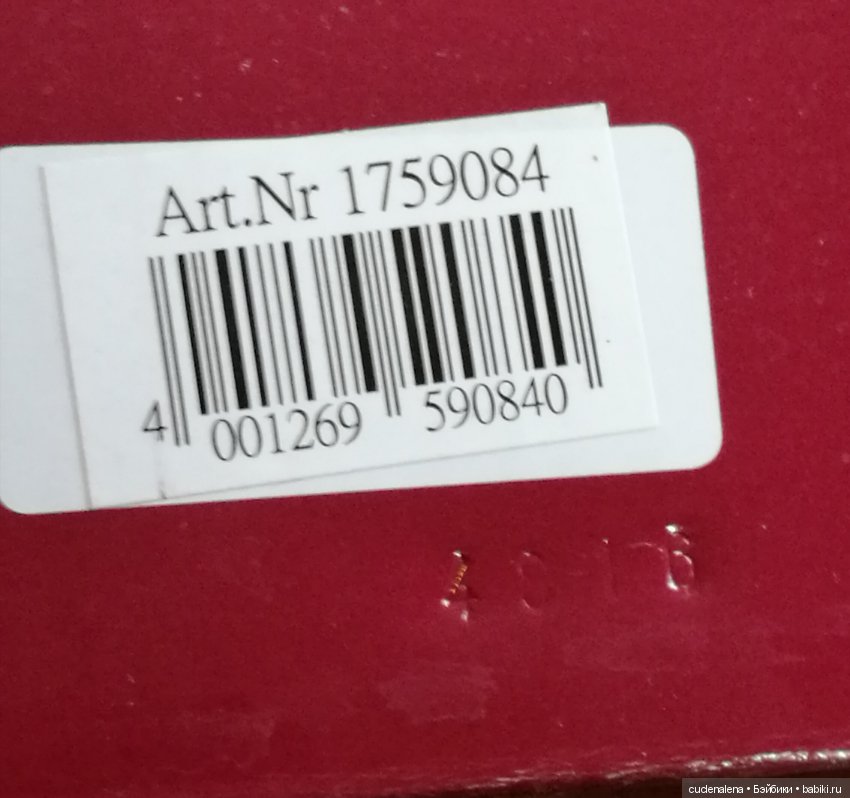 Art.Nr 1759084
4 001269 590840
cudenalena • Бэйбики • babiki.ru